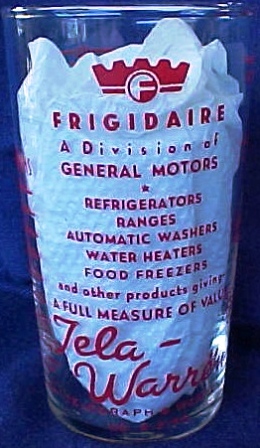 FRIGIDAIRE
A Division of
GENERAL MOTORS
REFRIGERATORS
RANGES
AUTOMATIC WASHERS
WATER HEATERS
FOOD FREEZERS
and other products giving
A FULL MEASURE OF VALUE
Tela -